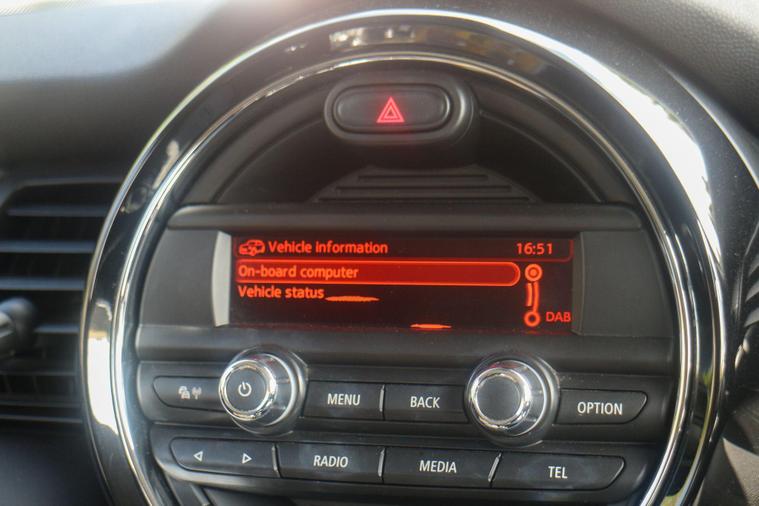 Vehicle information 16:51
On-board computer
Vehicle status
DAB
MENU BACK
OPTION
RADIO MEDIA TEL